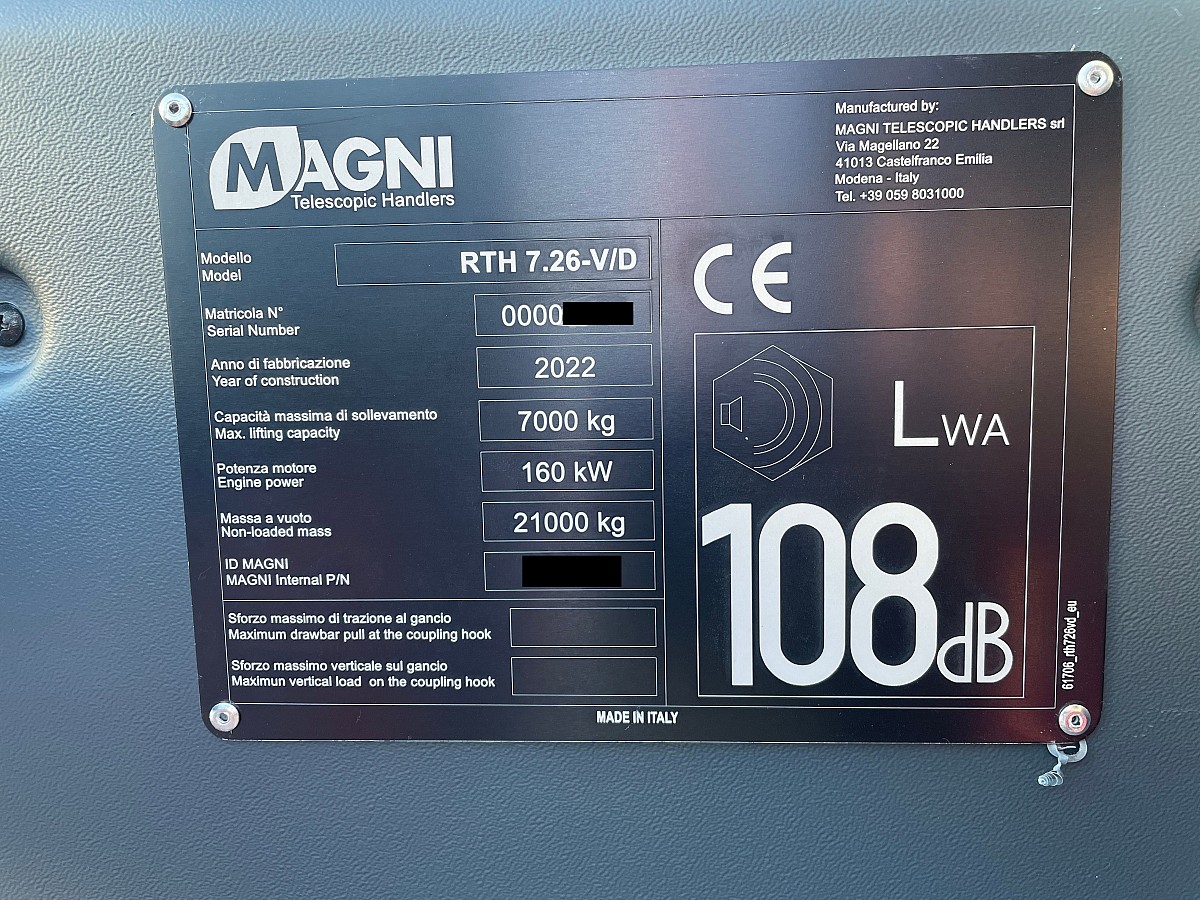 MAGNI
Telescopic Handlers
Manufactured by:
MAGNI TELESCOPIC HANDLERS srl
Via Magellano 22
41013 Castelfranco Emilia
Modena - Italy
Tel. +39 059 8031000
Modello
Model
RTH 7.26-V/D
Matricola N°
Serial Number
0000
Anno di fabbricazione
Year of construction
2022
Capacità massima di sollevamento
Max. lifting capacity
7000 kg
Potenza motore
Engine power
160 kW
Massa a vuoto
Non-loaded mass
21000 kg
ID MAGNI
MAGNI Internal P/N
Sforzo massimo di trazione al gancio
Maximum drawbar pull at the coupling hook
Sforzo massimo verticale sul gancio
Maximun vertical load on the coupling hook
CE
LWA
108dB
61706_rth726vd_eu
MADE IN ITALY